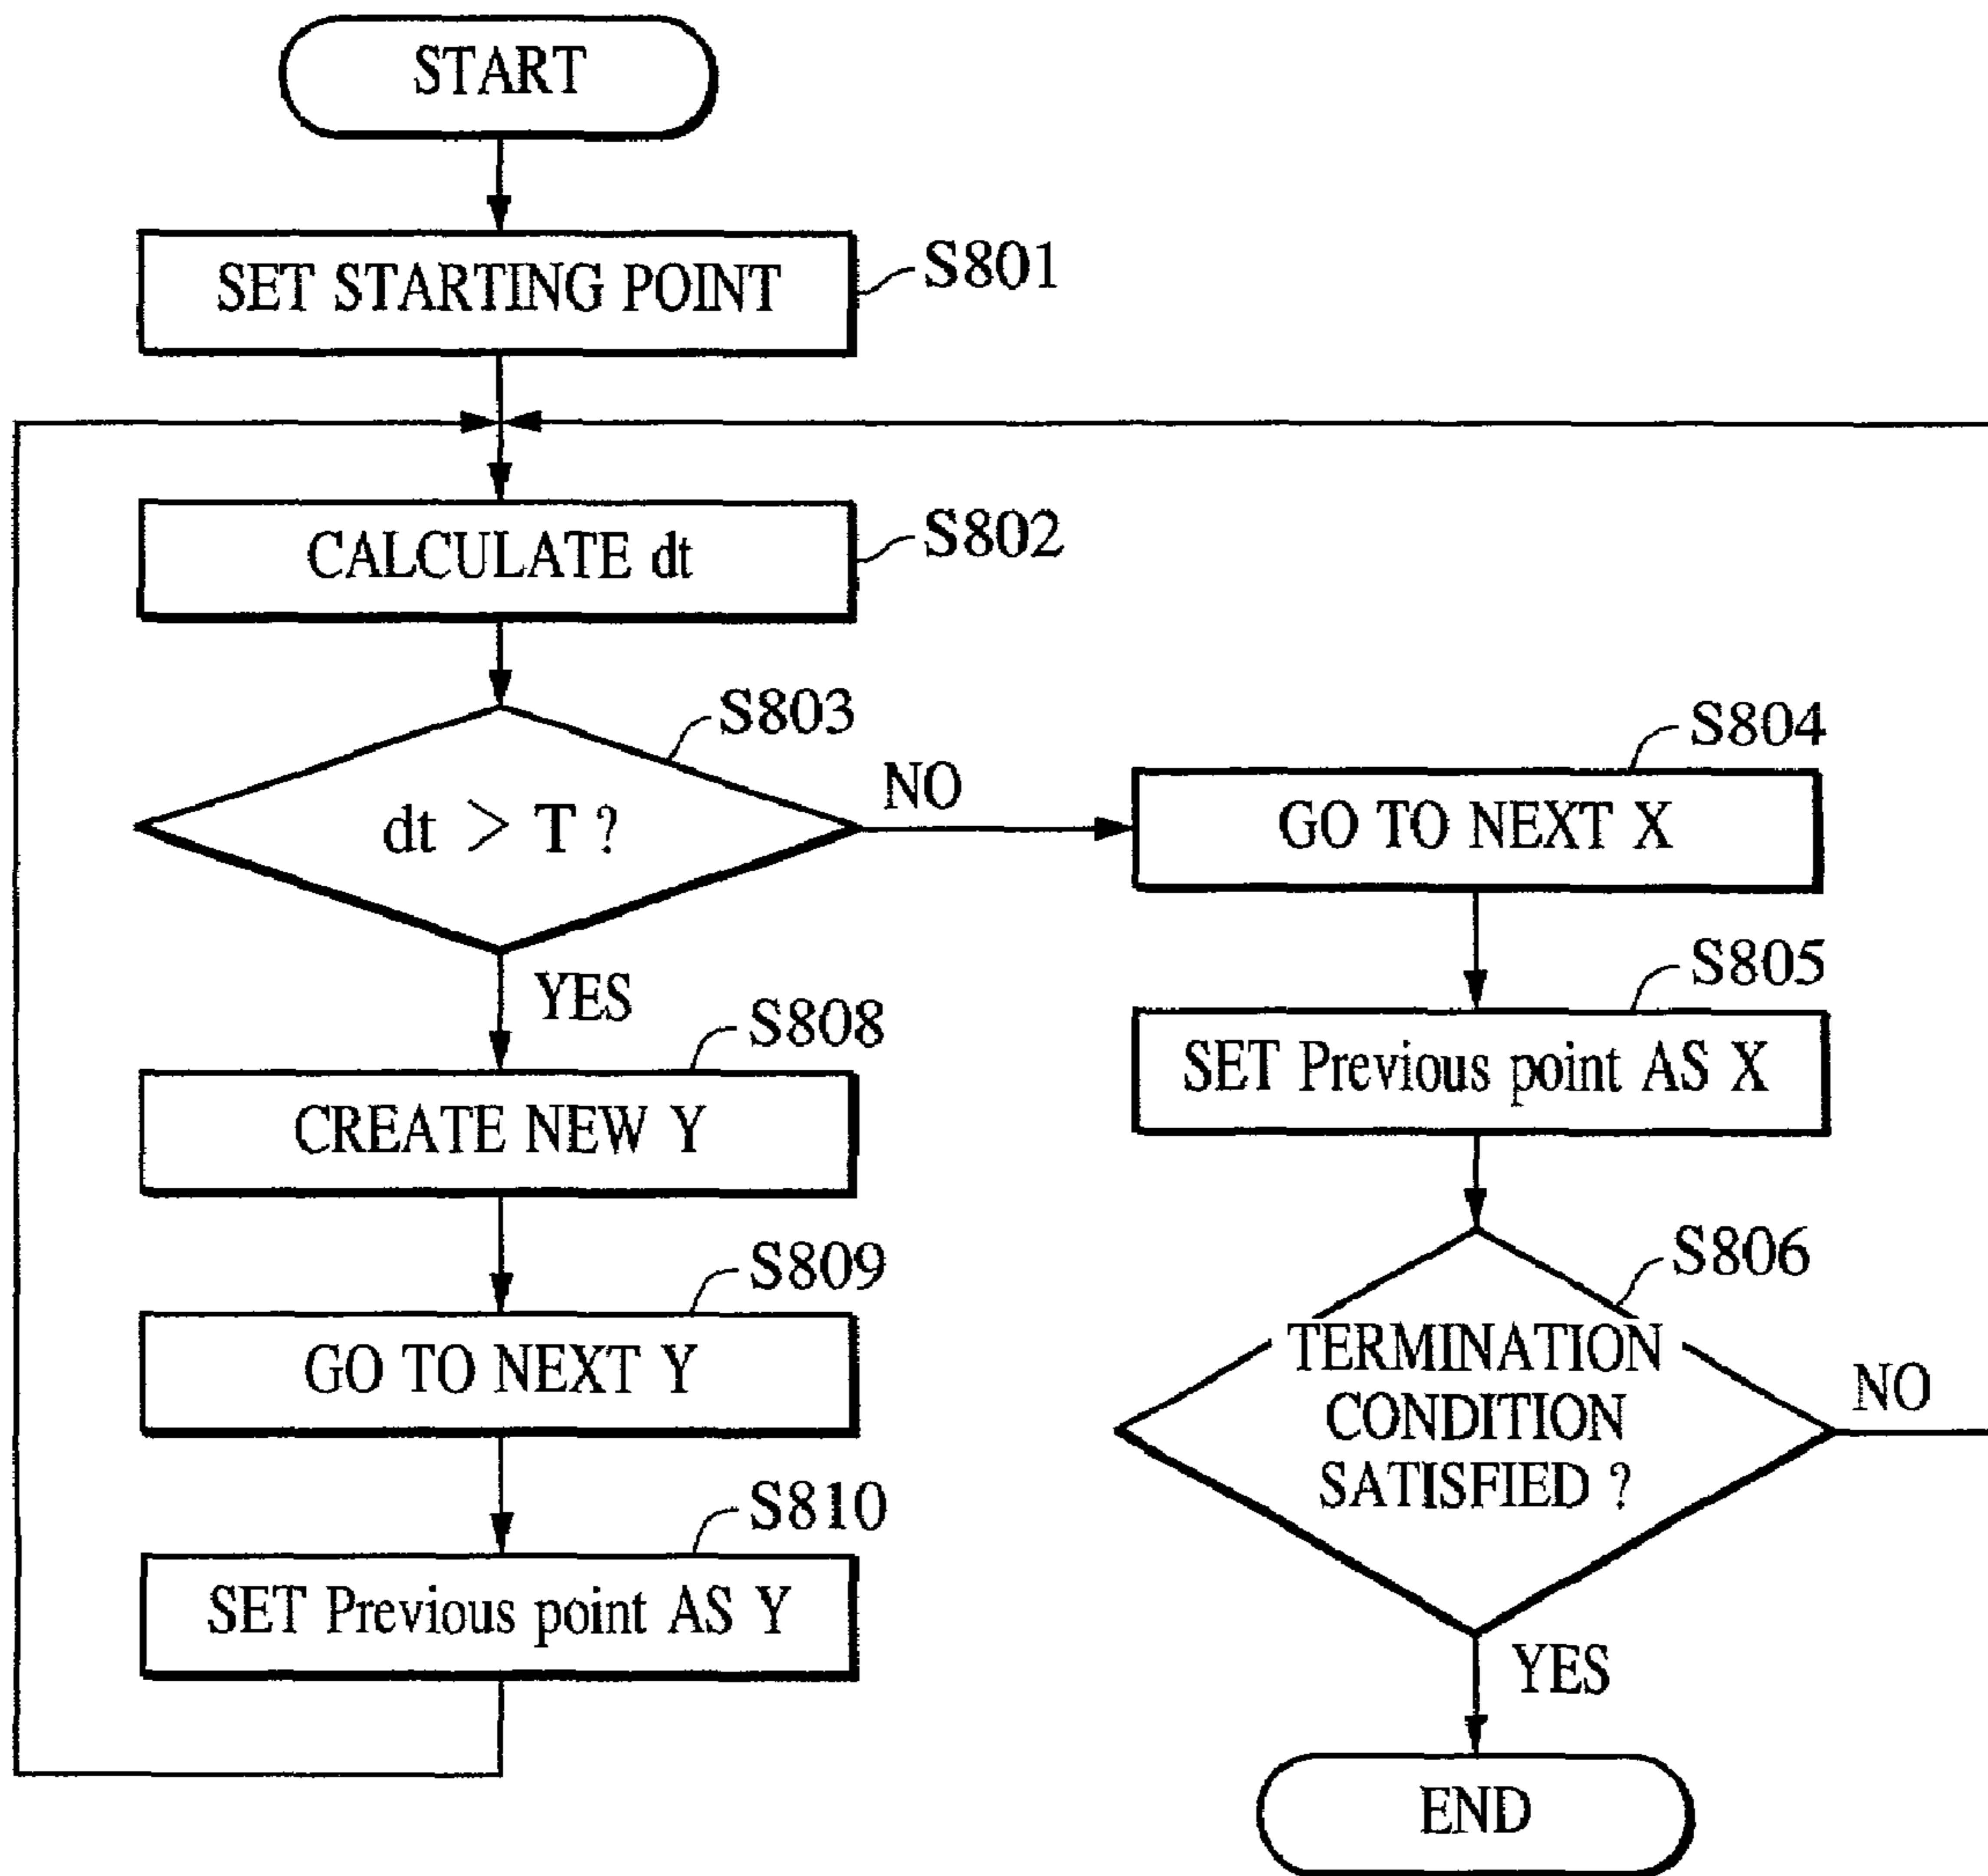 START
SET STARTING POINT
S801
CALCULATE dt
S802
S803
dt > T ?
NO
YES
S804
GO TO NEXT X
S805
SET Previous point AS X
S806
TERMINATION
CONDITION
SATISFIED ?
NO
YES
END
S808
CREATE NEW Y
S809
GO TO NEXT Y
S810
SET Previous point AS Y